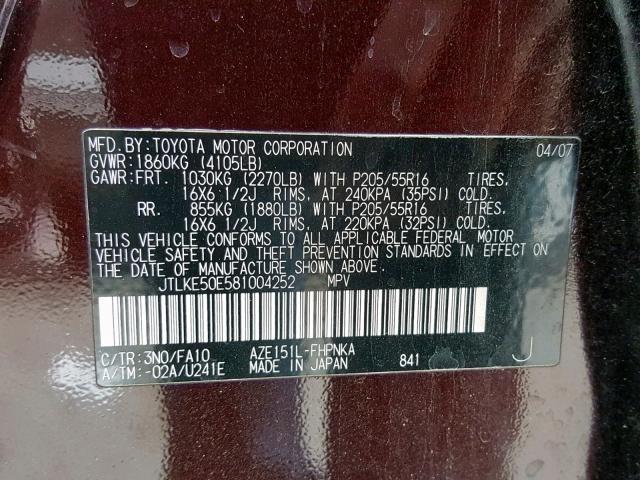 MFD. BY: TOYOTA MOTOR CORPORATION 04/07
GVWR: 1860KG (4105LB)
GAWR: FRT. 1030KG (2270LB) WITH P205/55R16 TIRES,
16X6 1/2J RIMS, AT 240KPA (35PSI) COLD.
RR. 855KG (1880LB) WITH P205/55R16 TIRES,
16X6 1/2J RIMS, AT 220KPA (32PSI) COLD.
THIS VEHICLE CONFORMS TO ALL APPLICABLE FEDERAL MOTOR
VEHICLE SAFETY AND THEFT PREVENTION STANDARDS IN EFFECT ON
THE DATE OF MANUFACTURE SHOWN ABOVE.
JTLKE50E581004252 MPV
C/TR: 3N0/FA10 AZE151L-FHPNKA
A/TM: -02A/U241E MADE IN JAPAN 841 J